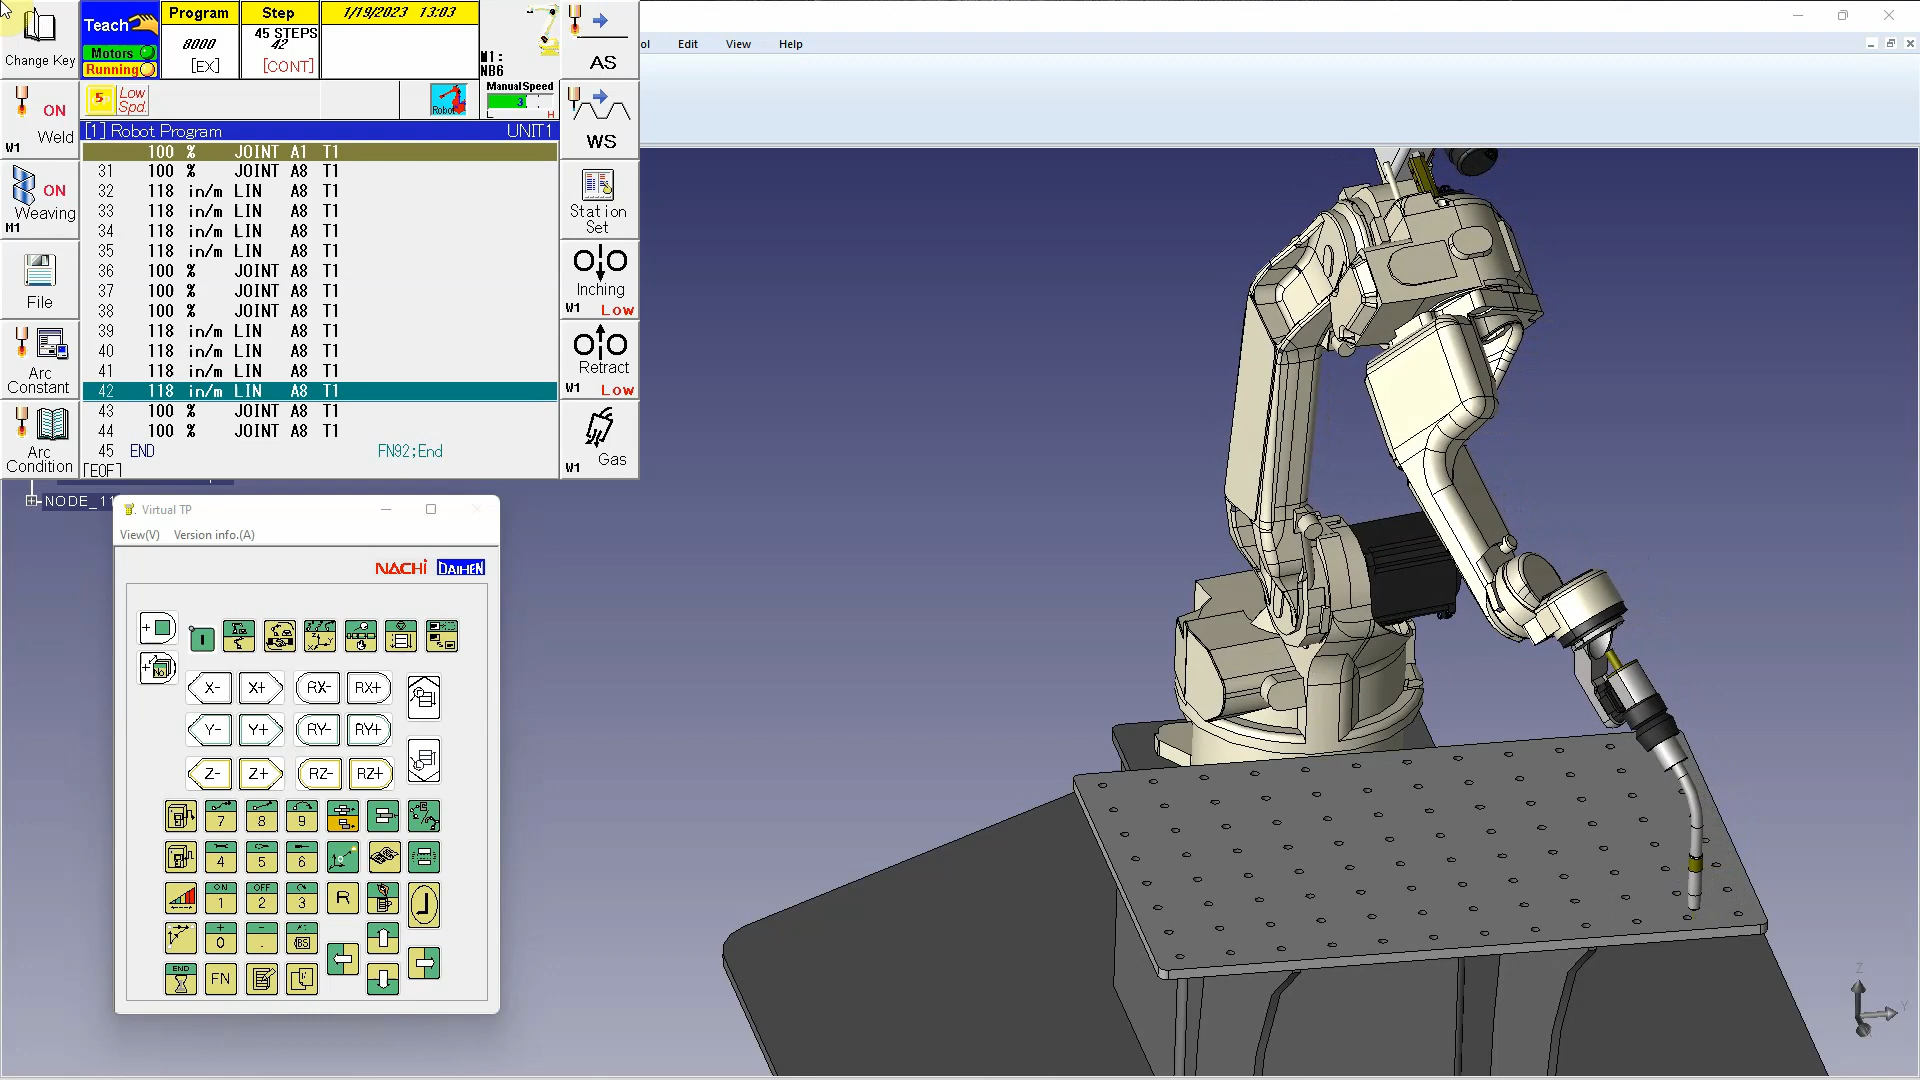 Change Key
Teach
Motors
Running
Program
8000
[EX]
Step
45 STEPS
42
[CONT]
1/19/2023 13:03
M1:
NB6
AS
Edit
View
Help
ON
Weld
W1
Low
Spd.
Robot
Manual Speed
3
L H
WS
[1] Robot Program UNIT1
100 % JOINT A1 T1
31 100 % JOINT A8 T1
32 118 in/m LIN A8 T1
33 118 in/m LIN A8 T1
34 118 in/m LIN A8 T1
35 118 in/m LIN A8 T1
36 100 % JOINT A8 T1
37 100 % JOINT A8 T1
38 100 % JOINT A8 T1
39 118 in/m LIN A8 T1
40 118 in/m LIN A8 T1
41 118 in/m LIN A8 T1
42 118 in/m LIN A8 T1
43 100 % JOINT A8 T1
44 100 % JOINT A8 T1
45 END FN92;End
[EOF]
ON
Weaving
M1
File
Arc
Constant
Arc
Condition
Station
Set
Inching
W1 Low
Retract
W1 Low
Gas
W1
NODE_11
Virtual TP
View(V) Version info.(A)
NACHi DAIHEN
X- X+ RX- RX+
Y- Y+ RY- RY+
Z- Z+ RZ- RZ+
7 8 9
4 5 6
ON OFF
1 2 3 R
+ -
0 . BS
END
FN
Z
Y